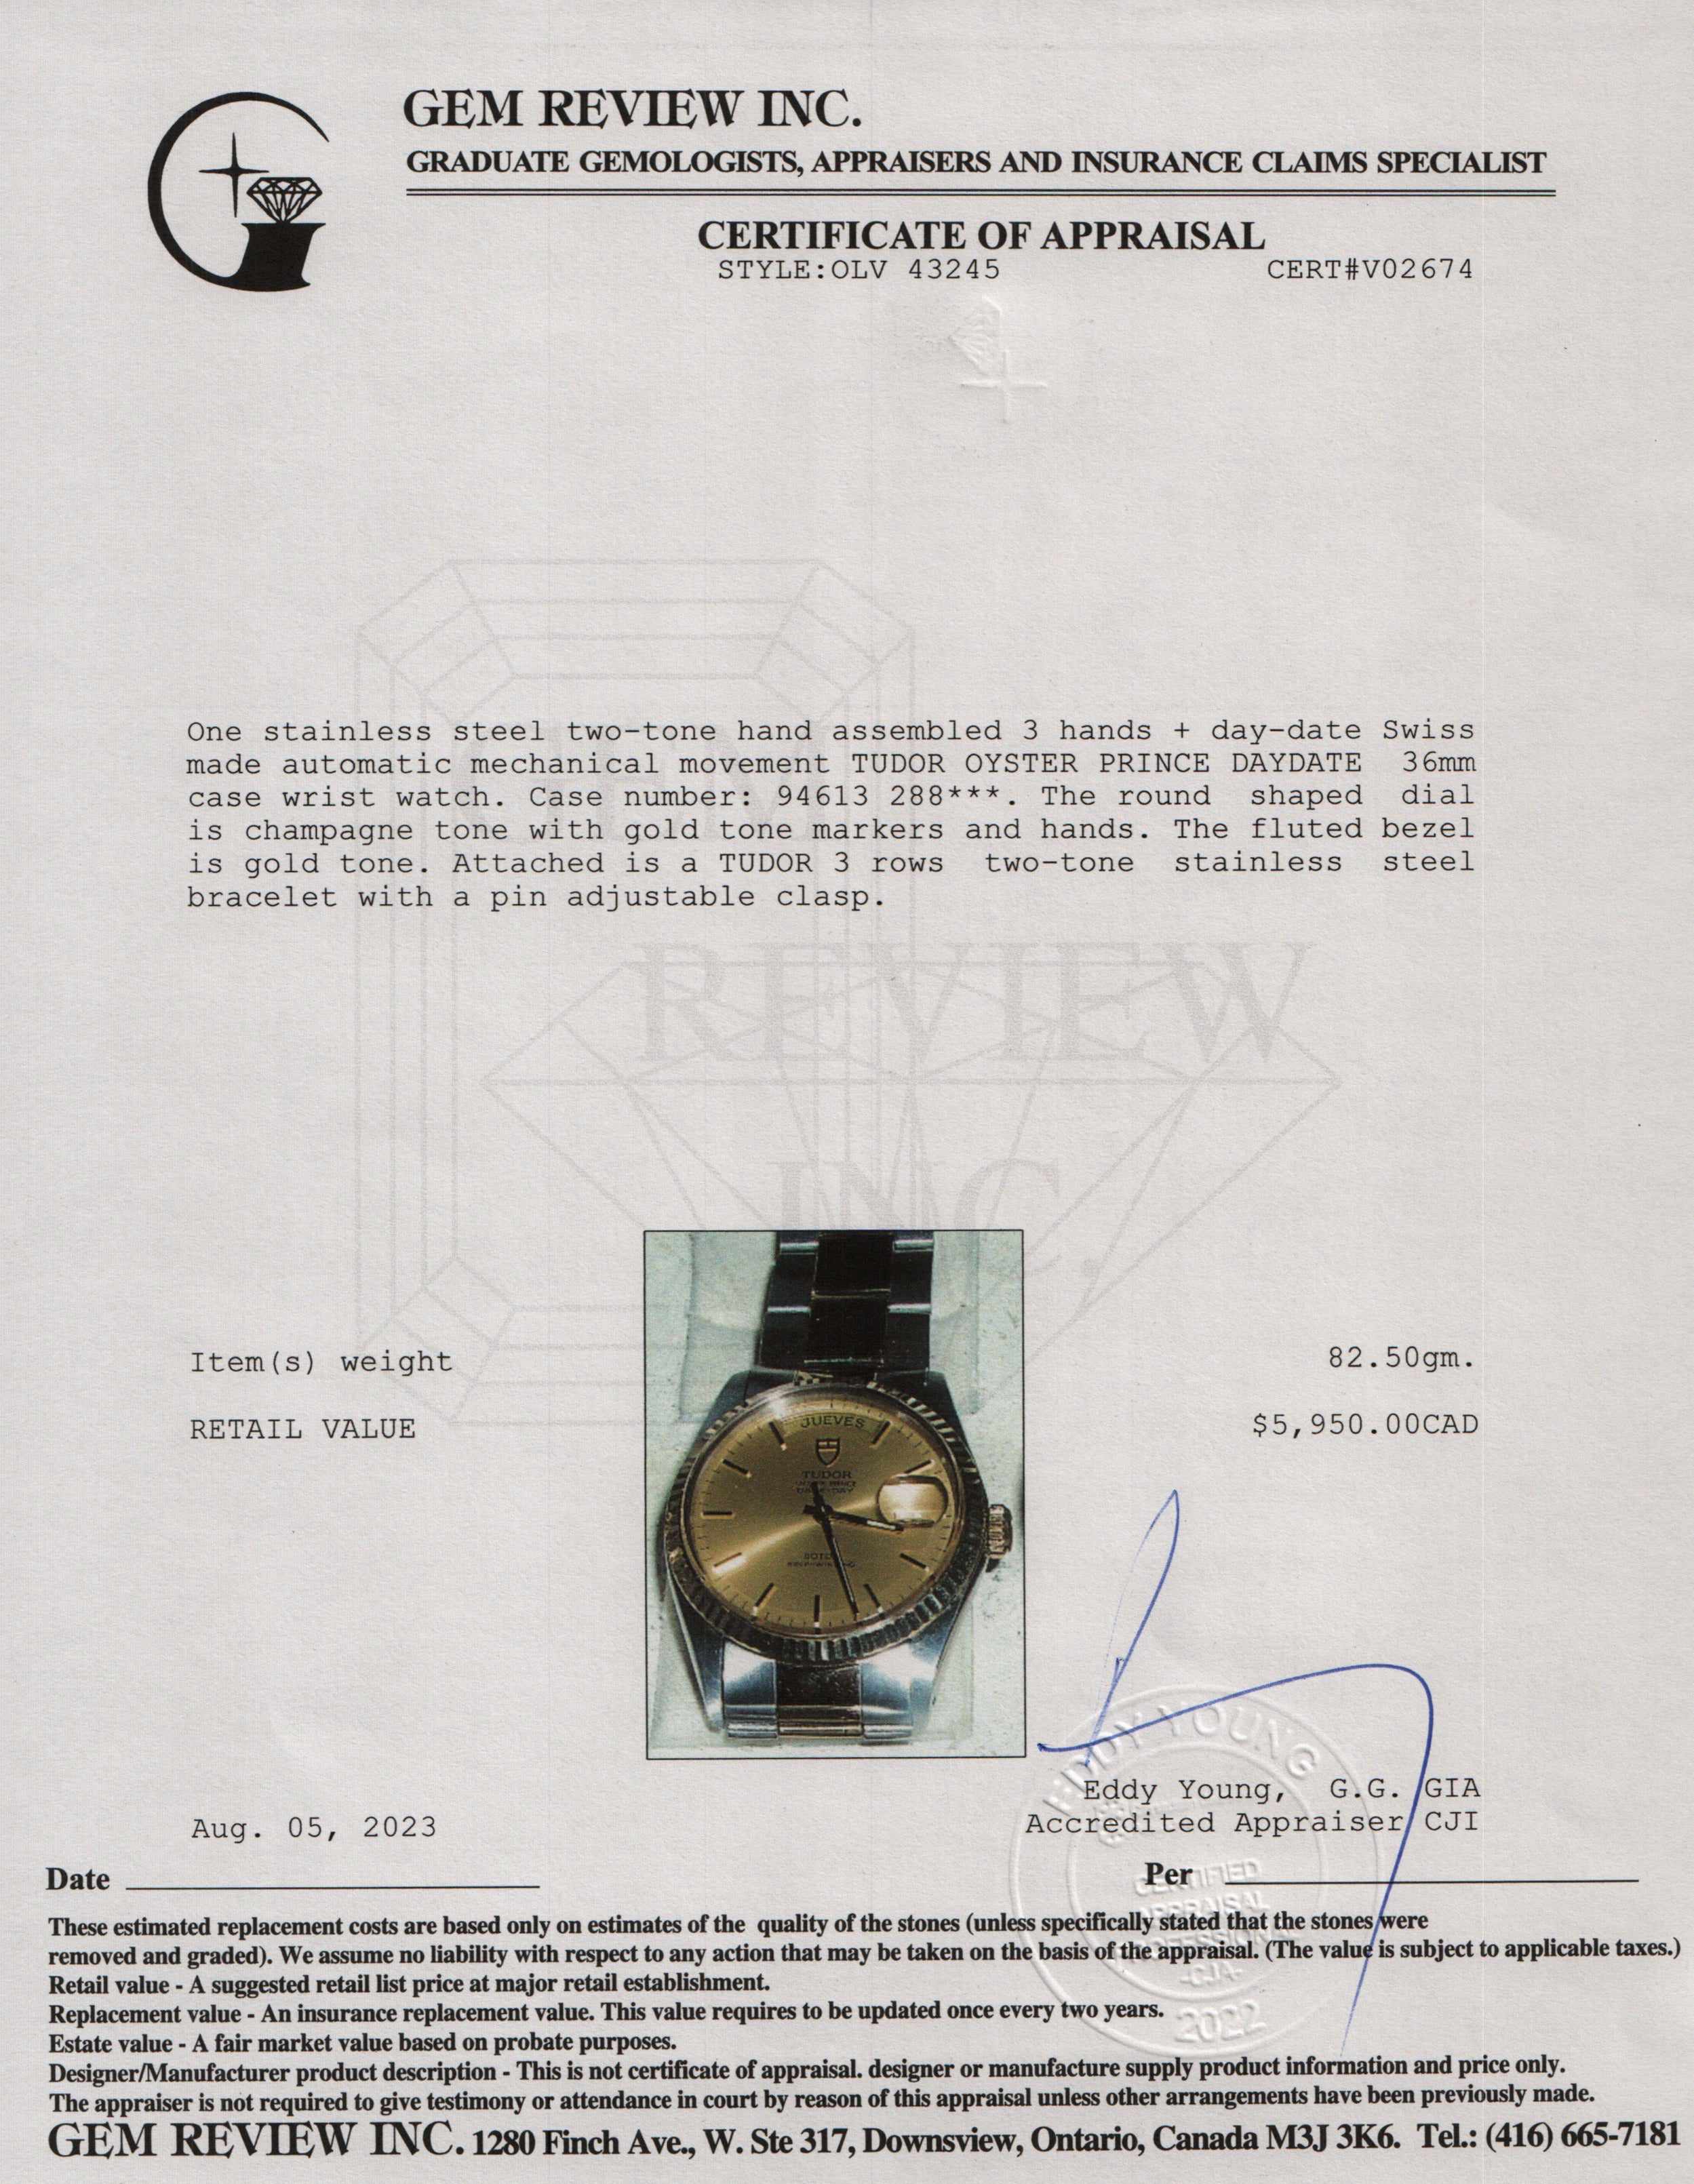 GEM REVIEW INC.
GRADUATE GEMOLOGISTS, APPRAISERS AND INSURANCE CLAIMS SPECIALIST
CERTIFICATE OF APPRAISAL
STYLE:OLV 43245 CERT#V02674
One stainless steel two-tone hand assembled 3 hands + day-date Swiss
made automatic mechanical movement TUDOR OYSTER PRINCE DAYDATE 36mm
case wrist watch. Case number: 94613 288***. The round shaped dial
is champagne tone with gold tone markers and hands. The fluted bezel
is gold tone. Attached is a TUDOR 3 rows two-tone stainless steel
bracelet with a pin adjustable clasp.
REVIEW
INC.
Item(s) weight 82.50gm.
RETAIL VALUE $5,950.00CAD
JUEVES
TUDOR
Eddy Young, G.G. GIA
Accredited Appraiser CJI
Aug. 05, 2023
Date
Per
EDDY YOUNG
CERTIFIED
APPRAISAL
PROFESSIONAL
-CJA-
2022
These estimated replacement costs are based only on estimates of the quality of the stones (unless specifically stated that the stones were
removed and graded). We assume no liability with respect to any action that may be taken on the basis of the appraisal. (The value is subject to applicable taxes.)
Retail value - A suggested retail list price at major retail establishment.
Replacement value - An insurance replacement value. This value requires to be updated once every two years.
Estate value - A fair market value based on probate purposes.
Designer/Manufacturer product description - This is not certificate of appraisal. designer or manufacture supply product information and price only.
The appraiser is not required to give testimony or attendance in court by reason of this appraisal unless other arrangements have been previously made.
GEM REVIEW INC. 1280 Finch Ave., W. Ste 317, Downsview, Ontario, Canada M3J 3K6. Tel.: (416) 665-7181